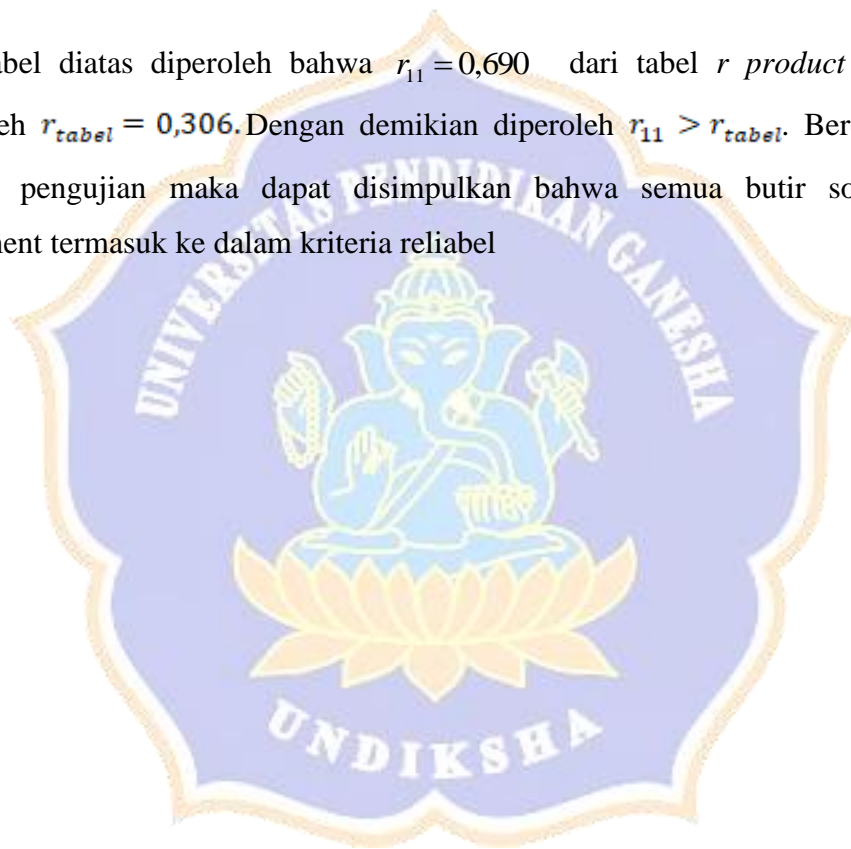 abel diatas diperoleh bahwa r₁₁ = 0,690 dari tabel r product
eh r_tabel = 0,306. Dengan demikian diperoleh r₁₁ > r_tabel. Ber
pengujian maka dapat disimpulkan bahwa semua butir so
nent termasuk ke dalam kriteria reliabel
UNIVERSITAS PENDIDIKAN GANESHA
UNDIKSHA